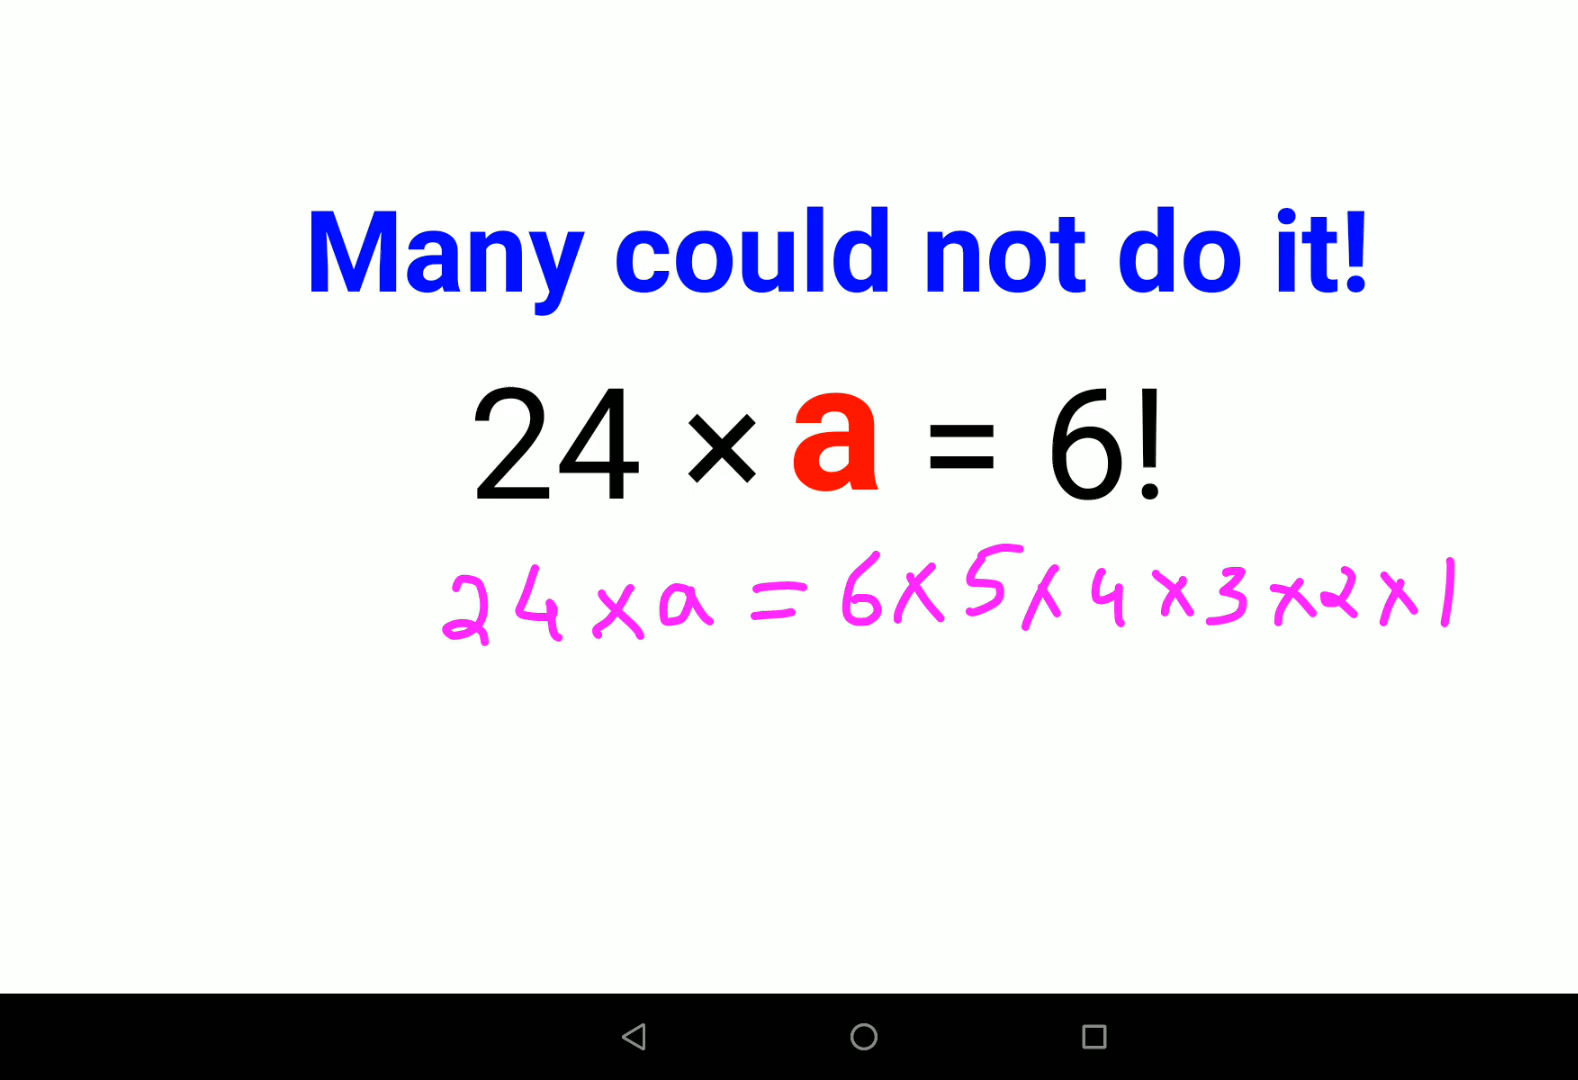 Many could not do it!
24 × a = 6!
24 × a = 6 × 5 × 4 × 3 × 2 × 1